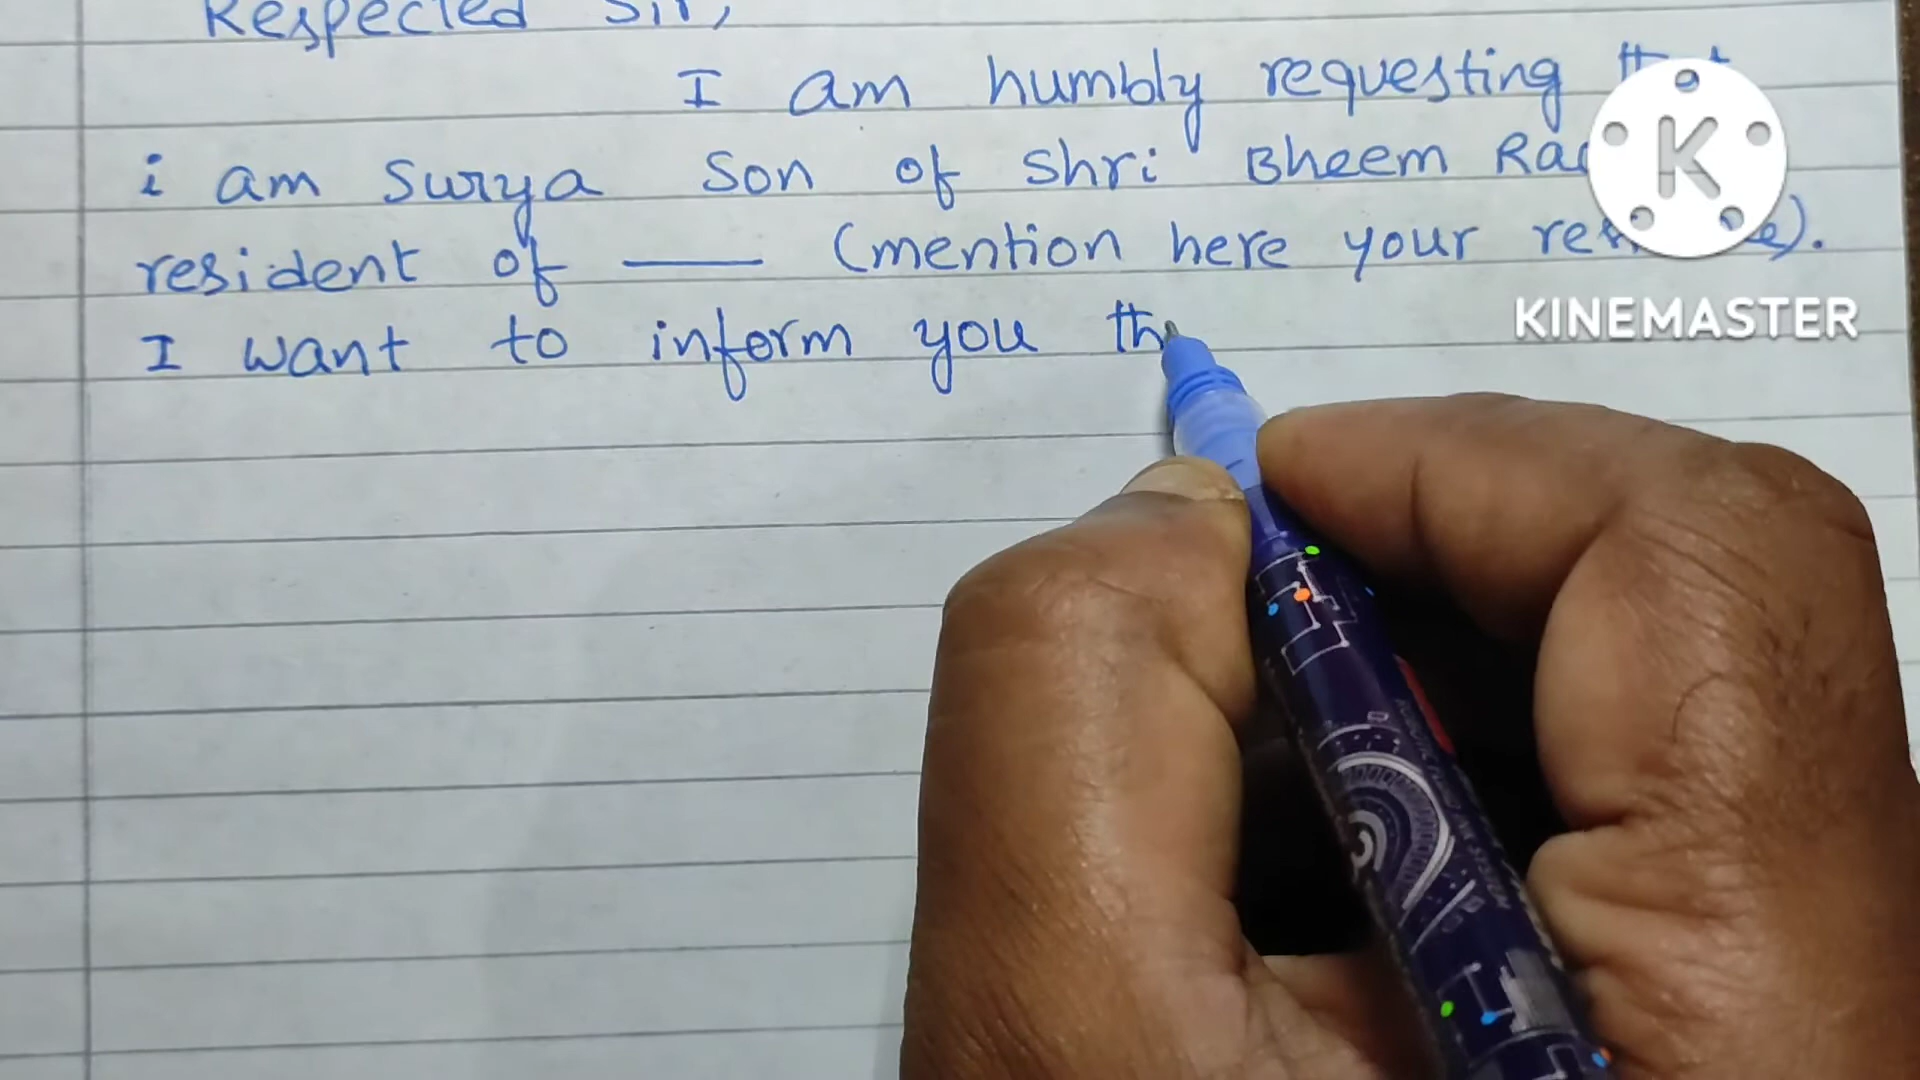 Respected Sir,
I am humbly requesting that
i am Surya son of Shri Bheem
resident of ___ (mention here your
I want to inform you th
K
KINEMASTER